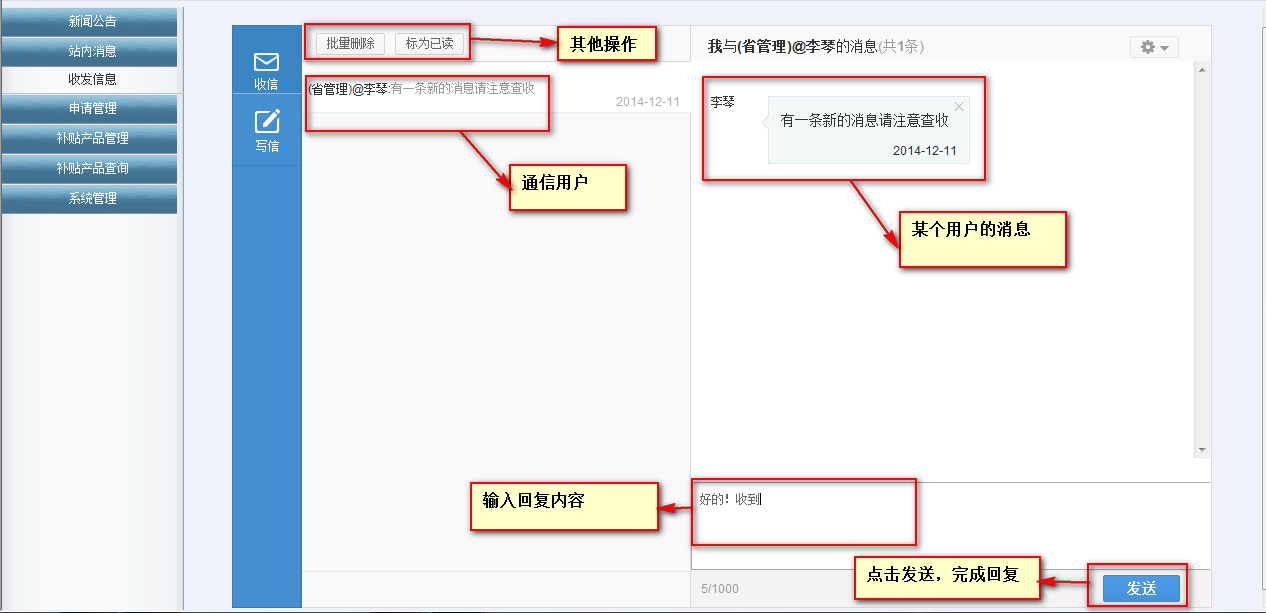 新闻公告
站内消息
收发信息
申请管理
补贴产品管理
补贴产品查询
系统管理
收信
写信
批量删除 标为已读
其他操作
(省管理)@李琴:有一条新的消息请注意查收
2014-12-11
通信用户
我与(省管理)@李琴的消息(共1条)
李琴
有一条新的消息请注意查收
2014-12-11
某个用户的消息
输入回复内容
好的！收到
点击发送，完成回复
5/1000
发送